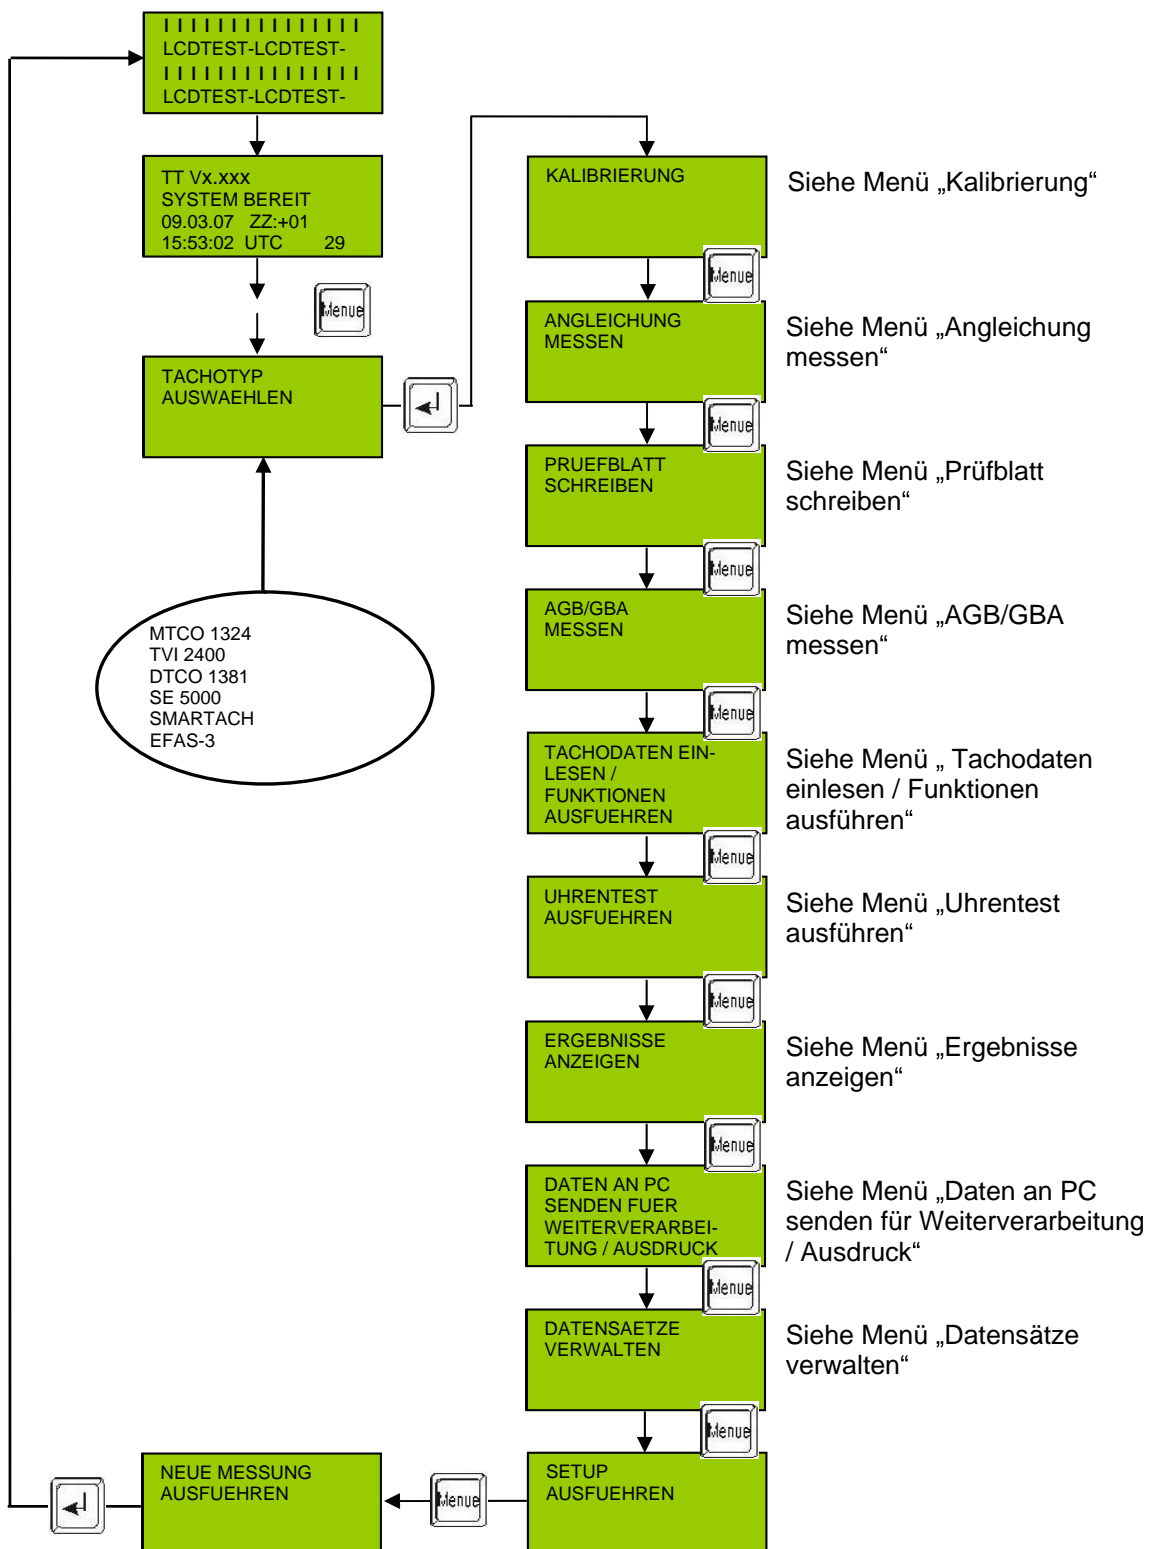 I I I I I I I I I I I I I I I
LCDTEST-LCDTEST-
I I I I I I I I I I I I I I I
LCDTEST-LCDTEST-
TT Vx.xxx
SYSTEM BEREIT
09.03.07 ZZ:+01
15:53:02 UTC 29
Menue
TACHOTYP
AUSWAEHLEN
MTCO 1324
TVI 2400
DTCO 1381
SE 5000
SMARTACH
EFAS-3
KALIBRIERUNG
Siehe Menü „Kalibrierung“
Menue
ANGLEICHUNG
MESSEN
Siehe Menü „Angleichung
messen“
Menue
PRUEFBLATT
SCHREIBEN
Siehe Menü „Prüfblatt
schreiben“
Menue
AGB/GBA
MESSEN
Siehe Menü „AGB/GBA
messen“
Menue
TACHODATEN EIN-
LESEN /
FUNKTIONEN
AUSFUEHREN
Siehe Menü „ Tachodaten
einlesen / Funktionen
ausführen“
Menue
UHRENTEST
AUSFUEHREN
Siehe Menü „Uhrentest
ausführen“
Menue
ERGEBNISSE
ANZEIGEN
Siehe Menü „Ergebnisse
anzeigen“
Menue
DATEN AN PC
SENDEN FUER
WEITERVERARBEI-
TUNG / AUSDRUCK
Siehe Menü „Daten an PC
senden für Weiterverarbeitung
/ Ausdruck“
Menue
DATENSAETZE
VERWALTEN
Siehe Menü „Datensätze
verwalten“
Menue
SETUP
AUSFUEHREN
Menue
NEUE MESSUNG
AUSFUEHREN